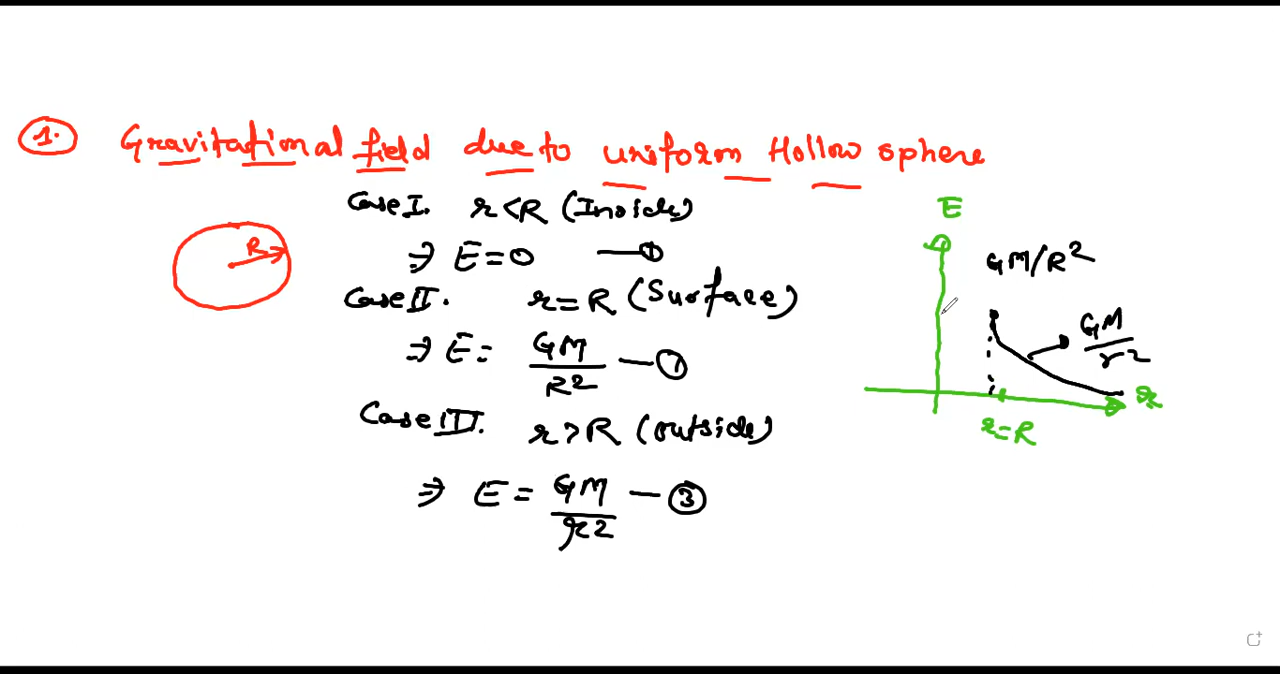 1. Gravitational field due to uniform Hollow sphere
R
Case I. r<R (Inside)
⇒ E=0 —①
Case II. r=R (Surface)
⇒ E= GM/R² —①
Case III. r>R (outside)
⇒ E= GM/r² —③
E
GM/R²
GM/r²
r
r=R